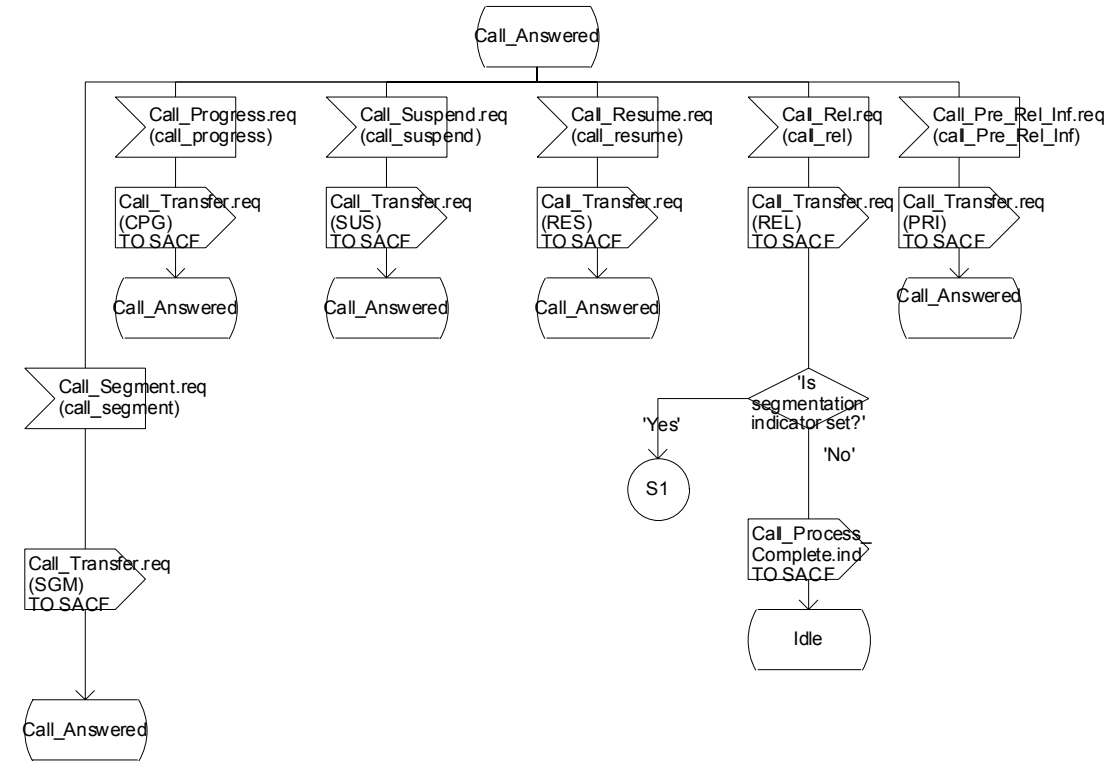 Call_Answered
Call_Progress.req
(call_progress)
Call_Suspend.req
(call_suspend)
Call_Resume.req
(call_resume)
Call_Rel.req
(call_rel)
Call_Pre_Rel_Inf.req
(call_Pre_Rel_Inf)
Call_Transfer.req
(CPG)
TO SACF
Call_Transfer.req
(SUS)
TO SACF
Call_Transfer.req
(RES)
TO SACF
Call_Transfer.req
(REL)
TO SACF
Call_Transfer.req
(PRI)
TO SACF
Call_Answered
Call_Answered
Call_Answered
Call_Answered
Call_Segment.req
(call_segment)
'Is
segmentation
indicator set?'
'Yes'
'No'
S1
Call_Process_
Complete.ind
TO SACF
Call_Transfer.req
(SGM)
TO SACF
Idle
Call_Answered